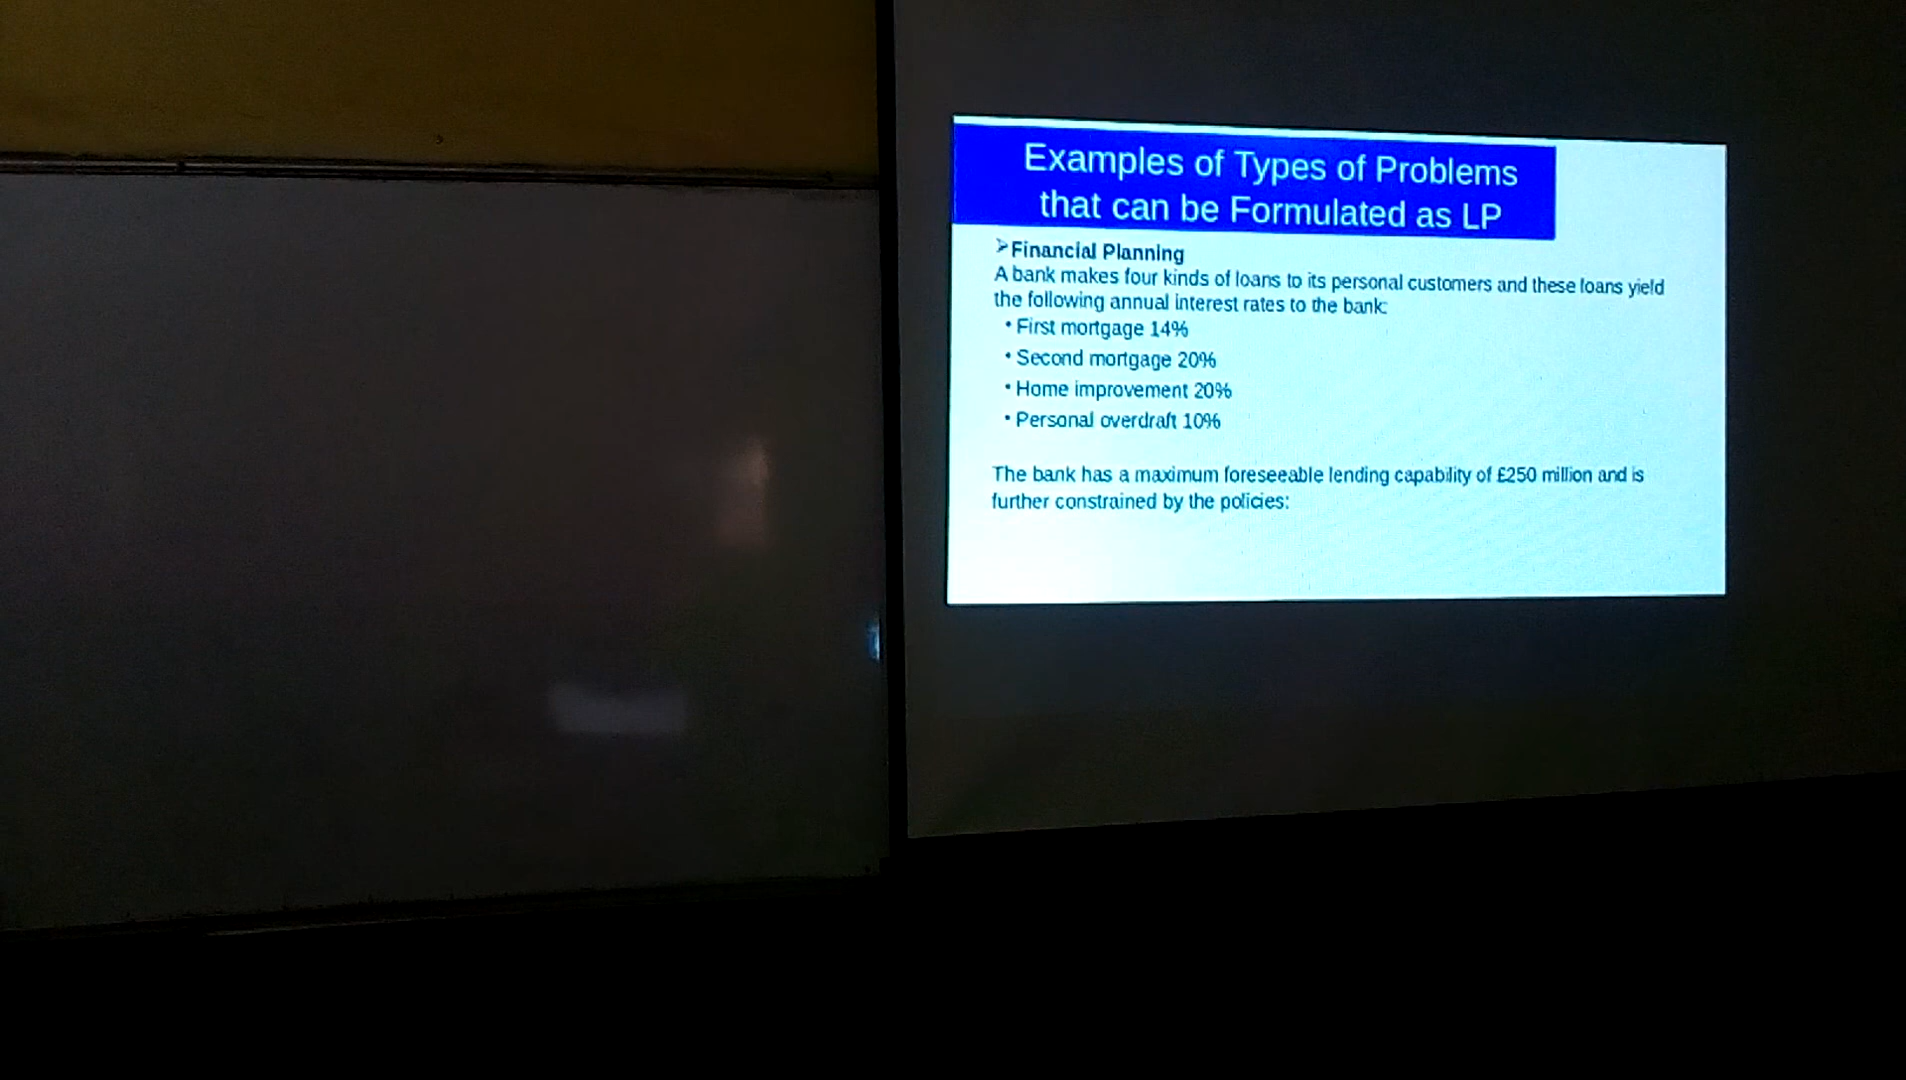 Examples of Types of Problems
that can be Formulated as LP
➢Financial Planning
A bank makes four kinds of loans to its personal customers and these loans yield
the following annual interest rates to the bank:
• First mortgage 14%
• Second mortgage 20%
• Home improvement 20%
• Personal overdraft 10%
The bank has a maximum foreseeable lending capability of £250 million and is
further constrained by the policies: